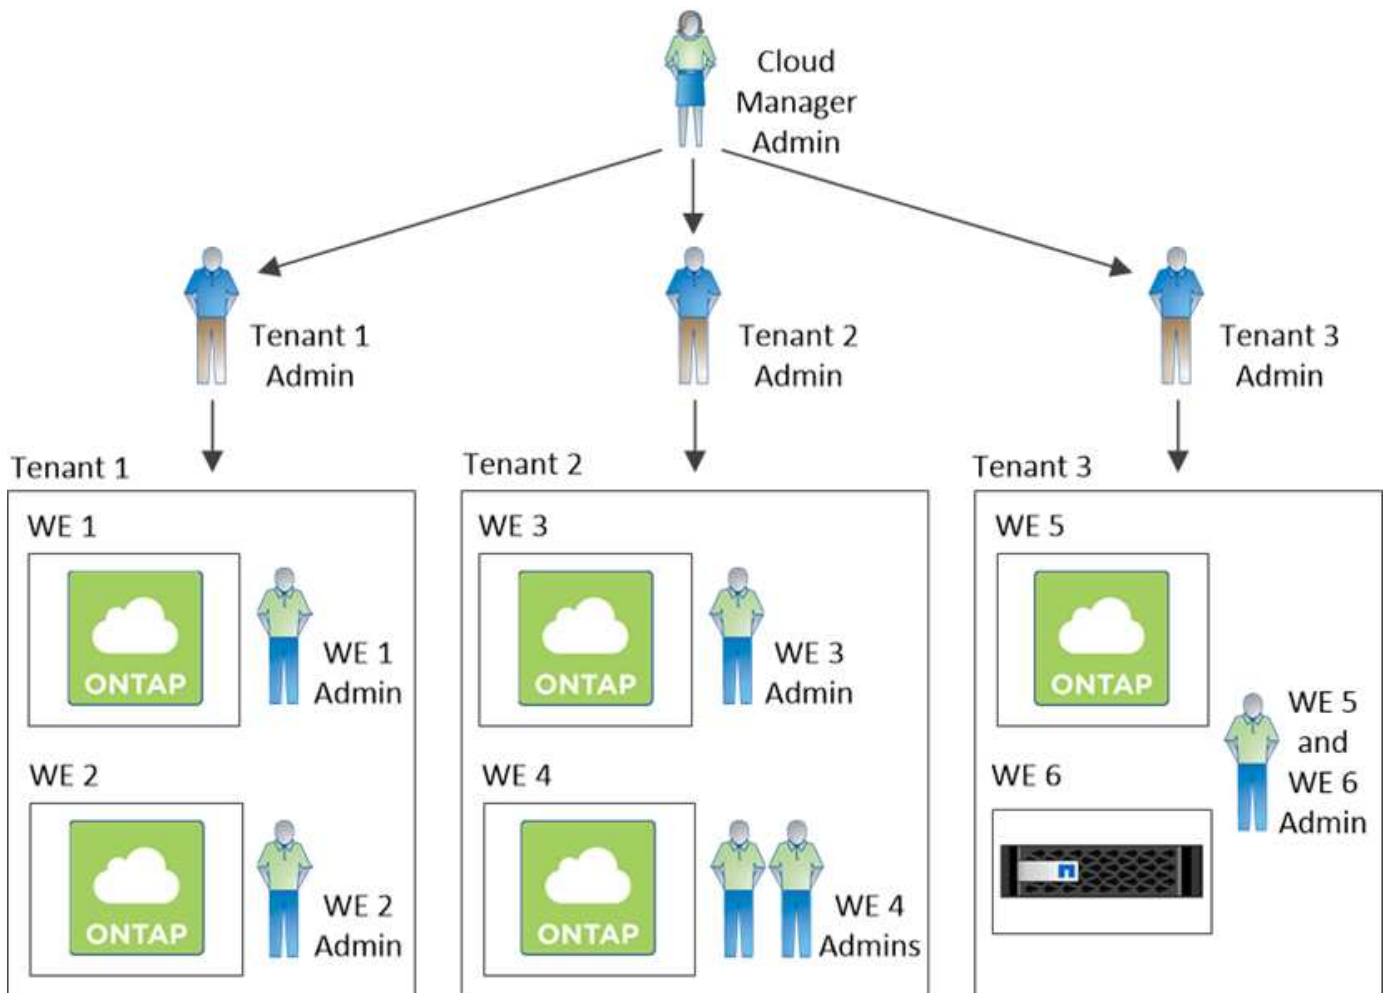 Cloud
Manager
Admin
Tenant 1
Admin
Tenant 2
Admin
Tenant 3
Admin
Tenant 1
WE 1
ONTAP
WE 1
Admin
WE 2
ONTAP
WE 2
Admin
Tenant 2
WE 3
ONTAP
WE 3
Admin
WE 4
ONTAP
WE 4
Admins
Tenant 3
WE 5
ONTAP
WE 6
WE 5
and
WE 6
Admin